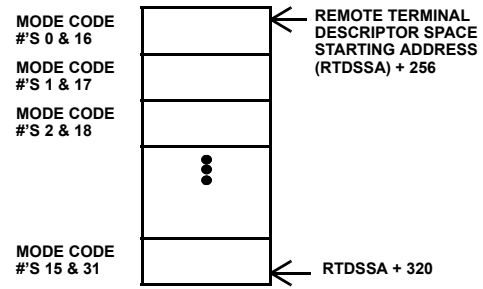 MODE CODE
#'S 0 & 16
REMOTE TERMINAL
DESCRIPTOR SPACE
STARTING ADDRESS
(RTDSSA) + 256
MODE CODE
#'S 1 & 17
MODE CODE
#'S 2 & 18
MODE CODE
#'S 15 & 31
RTDSSA + 320